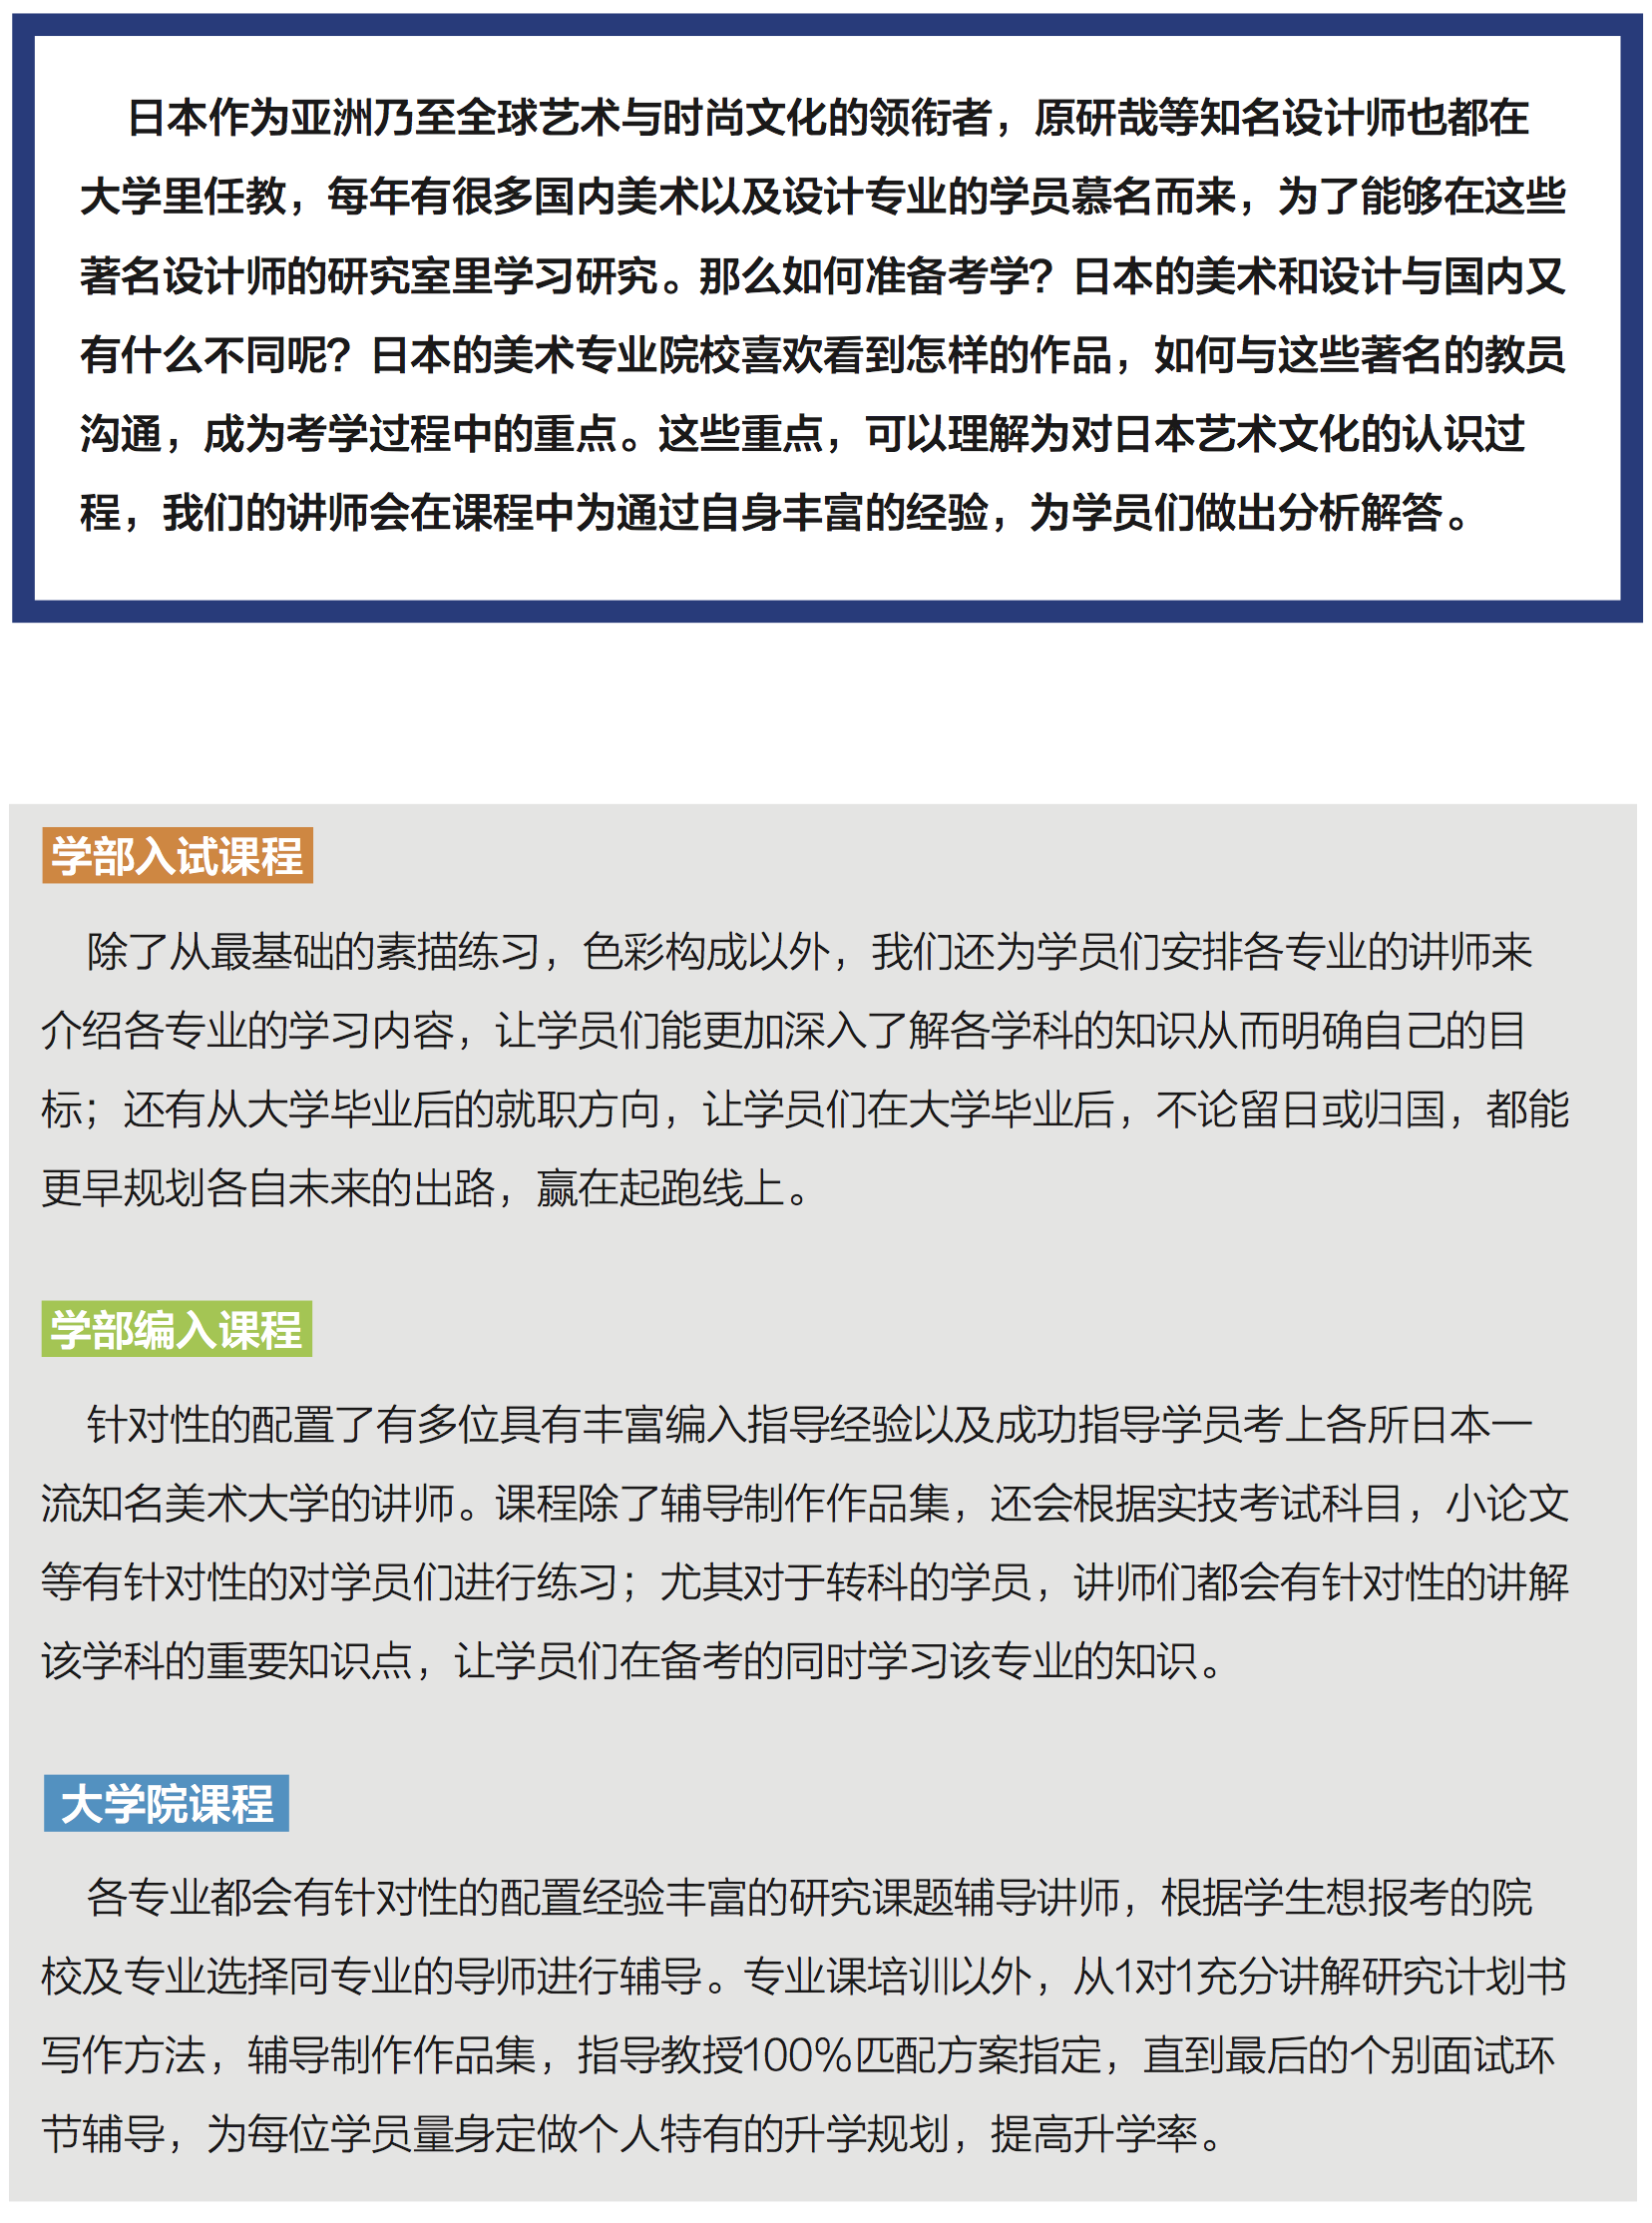 日本作为亚洲乃至全球艺术与时尚文化的领衔者，原研哉等知名设计师也都在
大学里任教，每年有很多国内美术以及设计专业的学员慕名而来，为了能够在这些
著名设计师的研究室里学习研究。那么如何准备考学？日本的美术和设计与国内又
有什么不同呢？日本的美术专业院校喜欢看到怎样的作品，如何与这些著名的教员
沟通，成为考学过程中的重点。这些重点，可以理解为对日本艺术文化的认识过
程，我们的讲师会在课程中为通过自身丰富的经验，为学员们做出分析解答。
学部入试课程
除了从最基础的素描练习，色彩构成以外，我们还为学员们安排各专业的讲师来
介绍各专业的学习内容，让学员们能更加深入了解各学科的知识从而明确自己的目
标；还有从大学毕业后的就职方向，让学员们在大学毕业后，不论留日或归国，都能
更早规划各自未来的出路，赢在起跑线上。
学部编入课程
针对性的配置了有多位具有丰富编入指导经验以及成功指导学员考上各所日本一
流知名美术大学的讲师。课程除了辅导制作作品集，还会根据实技考试科目，小论文
等有针对性的对学员们进行练习；尤其对于转科的学员，讲师们都会有针对性的讲解
该学科的重要知识点，让学员们在备考的同时学习该专业的知识。
大学院课程
各专业都会有针对性的配置经验丰富的研究课题辅导讲师，根据学生想报考的院
校及专业选择同专业的导师进行辅导。专业课培训以外，从1对1充分讲解研究计划书
写作方法，辅导制作作品集，指导教授100%匹配方案指定，直到最后的个别面试环
节辅导，为每位学员量身定做个人特有的升学规划，提高升学率。